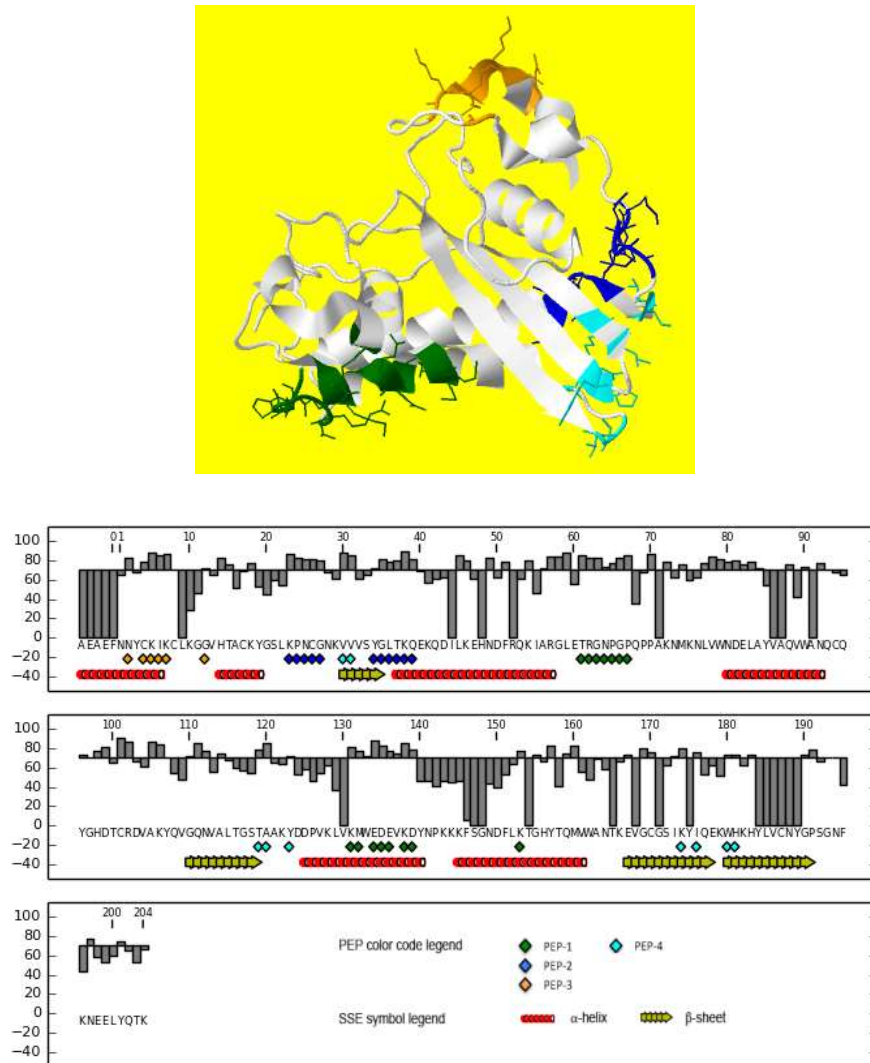 01 10 20 30 40 50 60 70 80 90
100
80
60
40
20
0
AEAEFNNYCKIKCLKGGVHTACKYGSLKPNCGNKVVVSYGLTKQEKQDILKEHNDFRQKIARGLETRGNPGPQPPAKNMKNLVWNDELAYVAQVWANQCQ
−20
−40
100 110 120 130 140 150 160 170 180 190
100
80
60
40
20
0
YGHDTCRDVAKYQVGQNVALTGSTAAKYDDPVKLVKMWEDEVKDYNPKKKFSGNDFLKTGHYTQMVWANTKEVGCGSIKYIQEKWHKHYLVCNYGPSGNF
−20
−40
200 204
100
80
60
40
20
0
KNEELYQTK
−20
−40
PEP color code legend
PEP-1
PEP-2
PEP-3
PEP-4
SSE symbol legend
α-helix
β-sheet